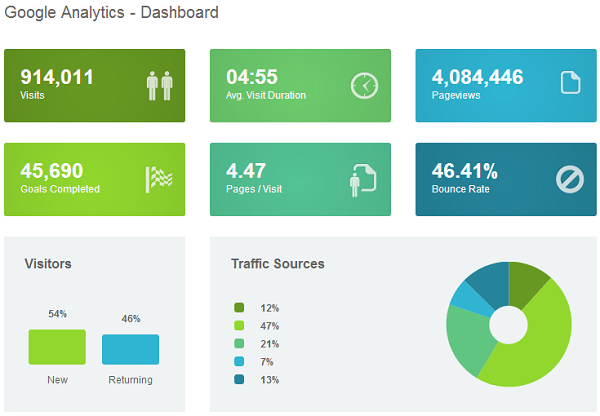 Google Analytics - Dashboard
914,011
Visits
04:55
Avg. Visit Duration
4,084,446
Pageviews
45,690
Goals Completed
4.47
Pages / Visit
46.41%
Bounce Rate
Visitors
54%
46%
New
Returning
Traffic Sources
12%
47%
21%
7%
13%